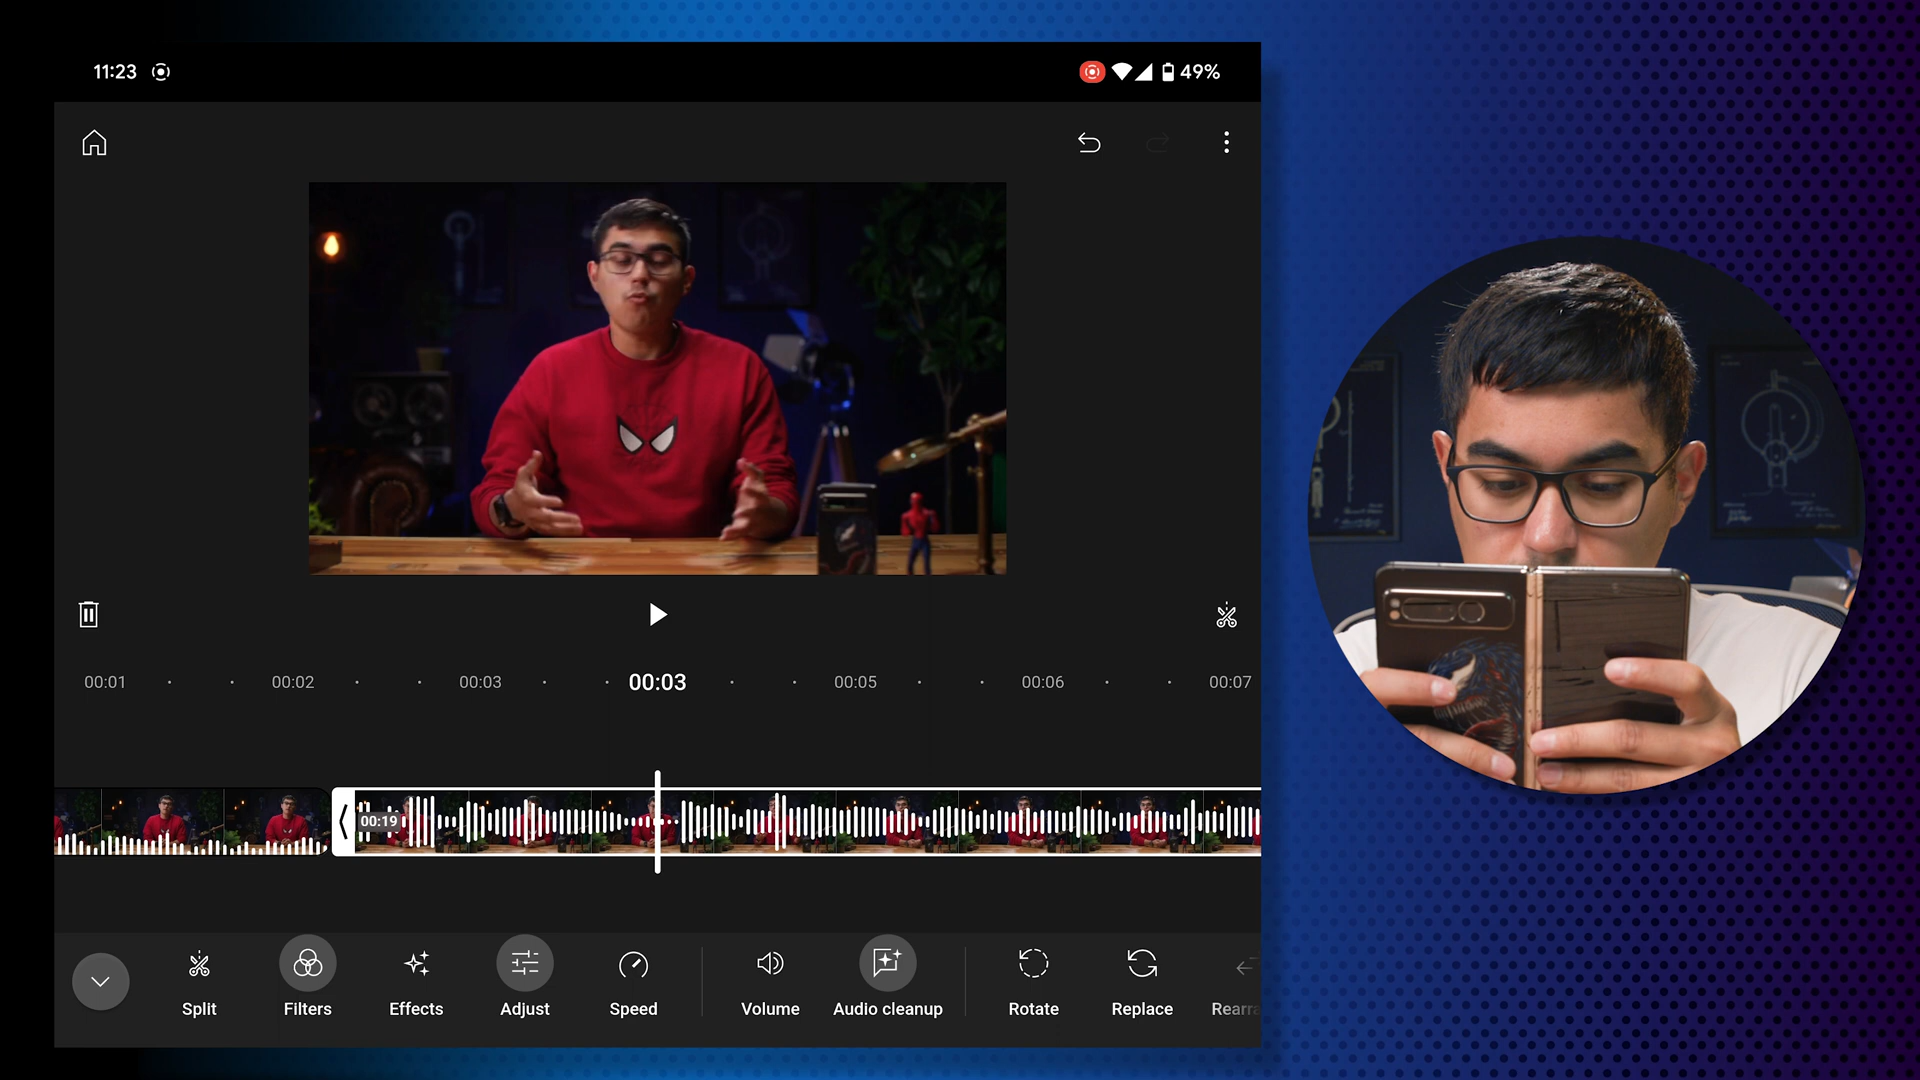 11:23
49%
00:01 00:02 00:03 00:03 00:05 00:06 00:07
00:19
Split Filters Effects Adjust Speed Volume Audio cleanup Rotate Replace Rearra